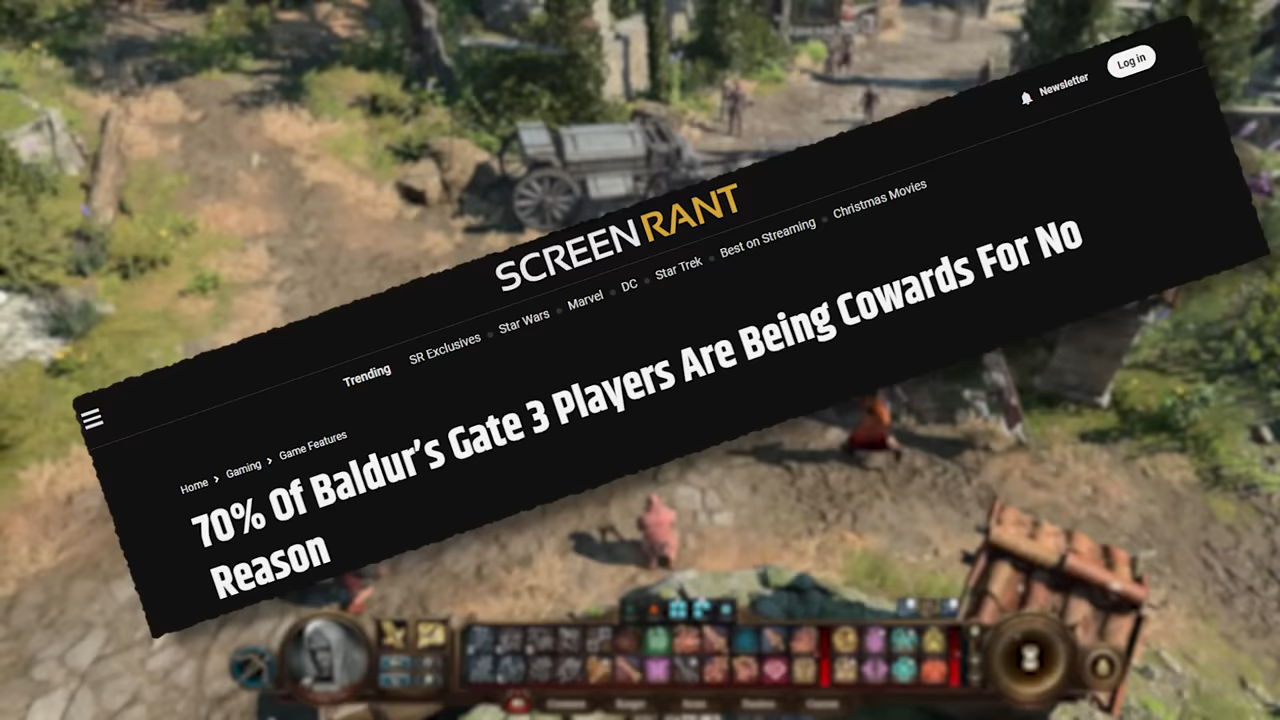 Newsletter
Log in
SCREENRANT
Trending
SR Exclusives • Star Wars • Marvel • DC • Star Trek • Best on Streaming • Christmas Movies
Home > Gaming > Game Features
70% Of Baldur's Gate 3 Players Are Being Cowards For No
Reason